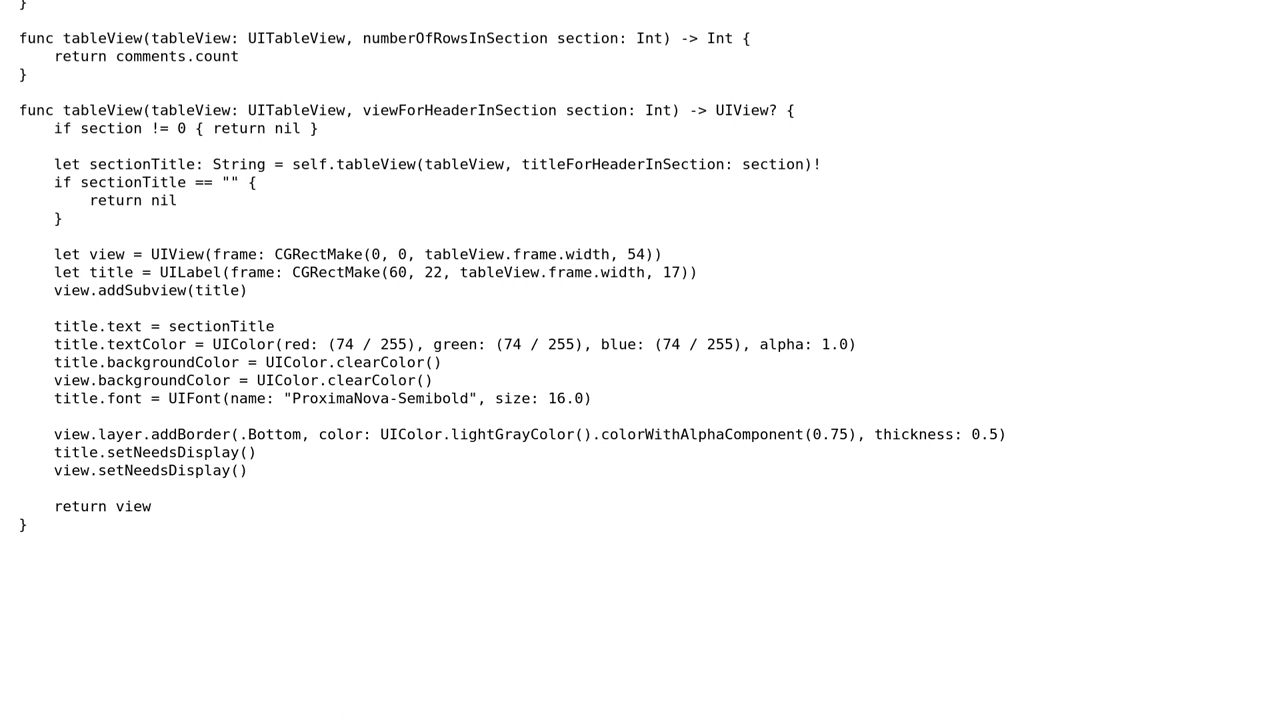 }
func tableView(tableView: UITableView, numberOfRowsInSection section: Int) -> Int {
    return comments.count
}
func tableView(tableView: UITableView, viewForHeaderInSection section: Int) -> UIView? {
    if section != 0 { return nil }
    let sectionTitle: String = self.tableView(tableView, titleForHeaderInSection: section)!
    if sectionTitle == "" {
        return nil
    }
    let view = UIView(frame: CGRectMake(0, 0, tableView.frame.width, 54))
    let title = UILabel(frame: CGRectMake(60, 22, tableView.frame.width, 17))
    view.addSubview(title)
    title.text = sectionTitle
    title.textColor = UIColor(red: (74 / 255), green: (74 / 255), blue: (74 / 255), alpha: 1.0)
    title.backgroundColor = UIColor.clearColor()
    view.backgroundColor = UIColor.clearColor()
    title.font = UIFont(name: "ProximaNova-Semibold", size: 16.0)
    view.layer.addBorder(.Bottom, color: UIColor.lightGrayColor().colorWithAlphaComponent(0.75), thickness: 0.5)
    title.setNeedsDisplay()
    view.setNeedsDisplay()
    return view
}